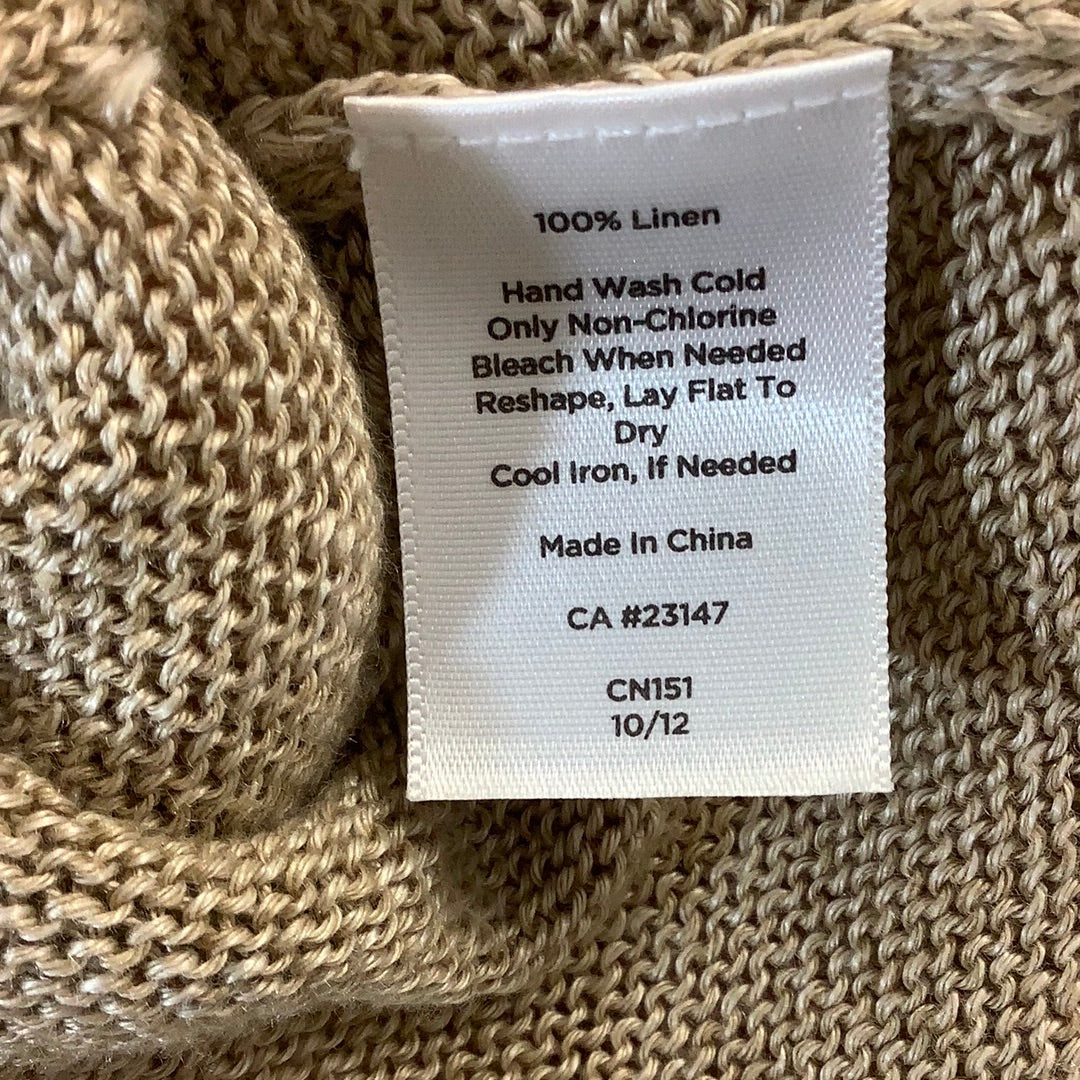 100% Linen
Hand Wash Cold
Only Non-Chlorine
Bleach When Needed
Reshape, Lay Flat To
Dry
Cool Iron, If Needed
Made In China
CA #23147
CN151
10/12